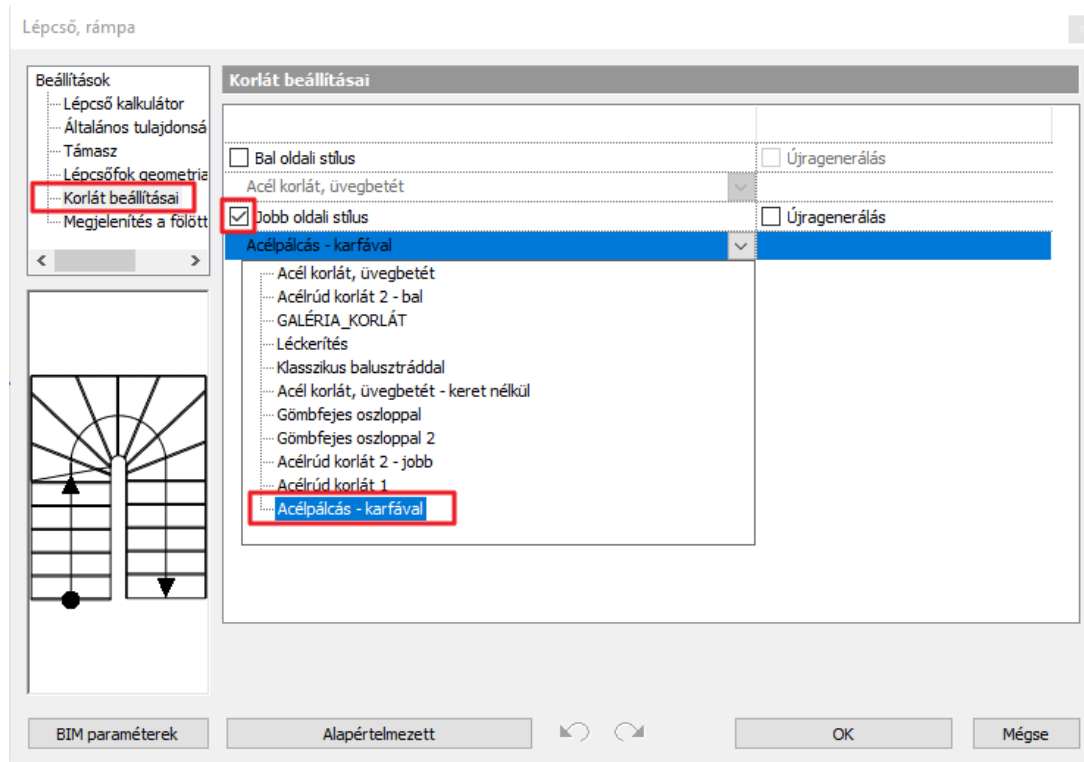 Lépcső, rámpa
Beállítások
Lépcső kalkulátor
Általános tulajdonsá
Támasz
Lépcsőfok geometria
Korlát beállításai
Megjelenítés a fölött
Korlát beállításai
Bal oldali stílus
Újragenerálás
Acél korlát, üvegbetét
Jobb oldali stílus
Újragenerálás
Acélpálcás - karfával
Acél korlát, üvegbetét
Acélrúd korlát 2 - bal
GALÉRIA_KORLÁT
Léckerítés
Klasszikus balusztráddal
Acél korlát, üvegbetét - keret nélkül
Gömbfejes oszloppal
Gömbfejes oszloppal 2
Acélrúd korlát 2 - jobb
Acélrúd korlát 1
Acélpálcás - karfával
BIM paraméterek
Alapértelmezett
OK
Mégse